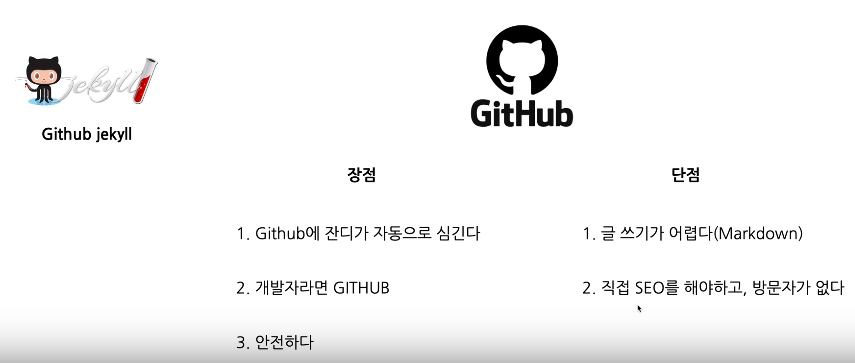 jekyll
Github jekyll
GitHub
장점
단점
1. Github에 잔디가 자동으로 심긴다
1. 글 쓰기가 어렵다(Markdown)
2. 개발자라면 GITHUB
2. 직접 SEO를 해야하고, 방문자가 없다
3. 안전하다